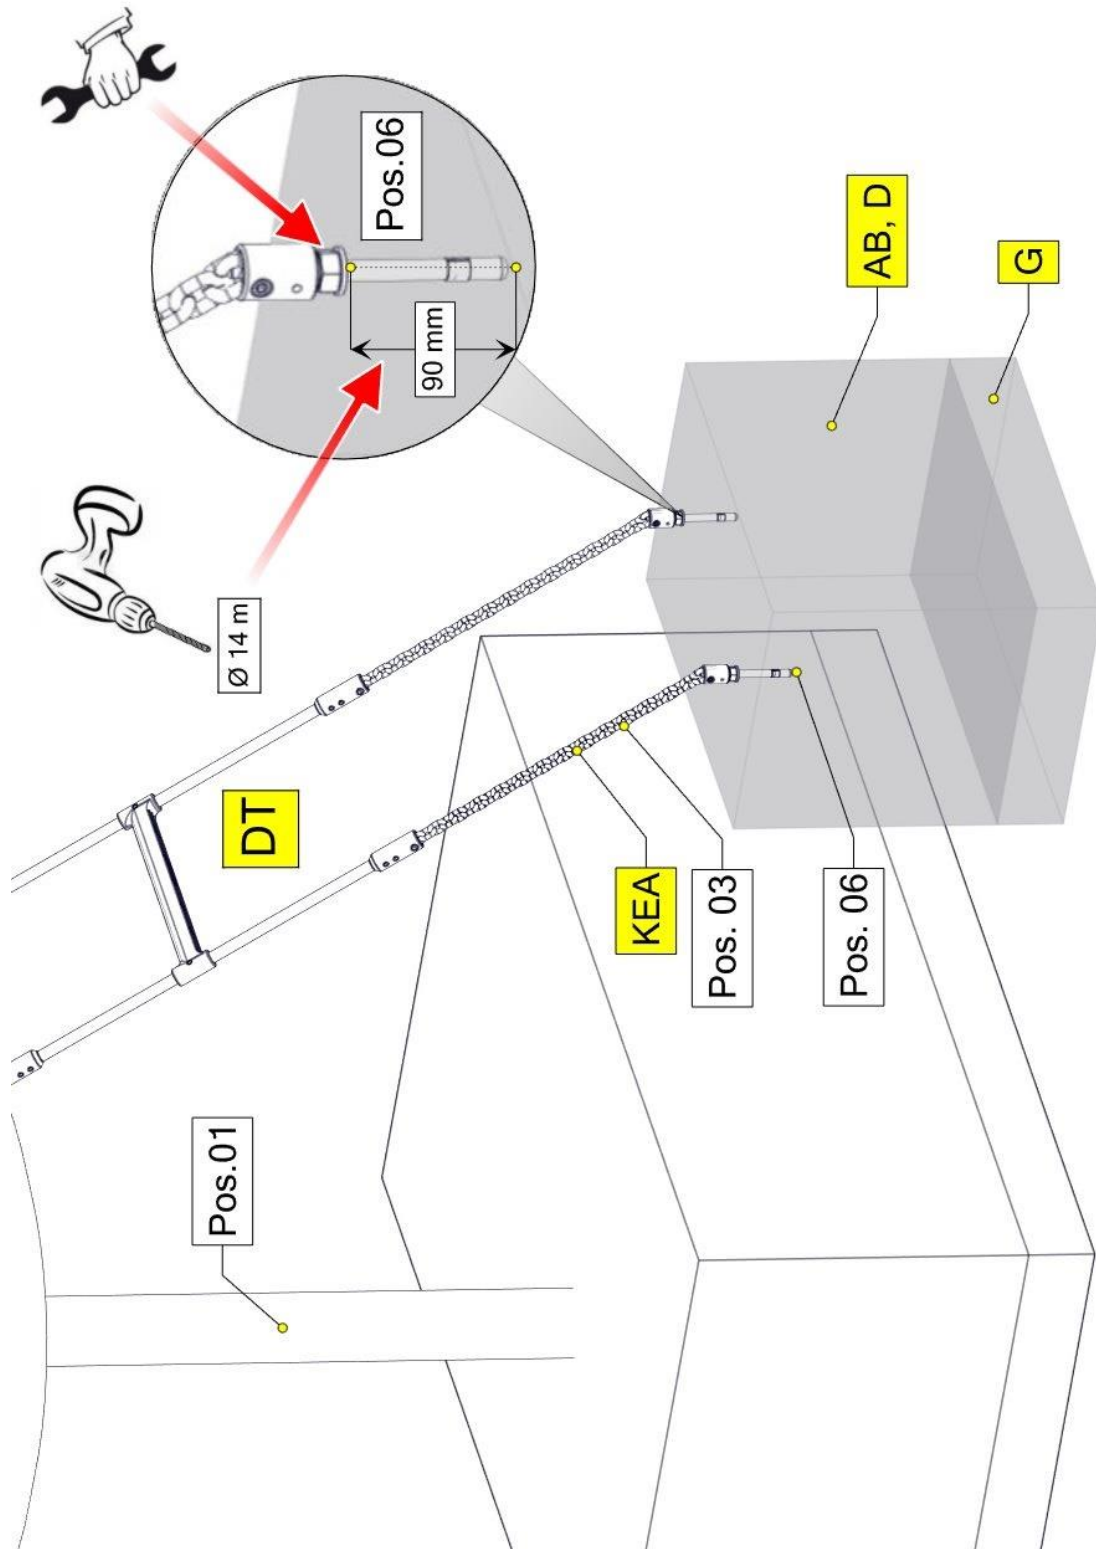 Pos.06
90 mm
Ø 14 m
AB, D
G
DT
KEA
Pos. 03
Pos. 06
Pos.01